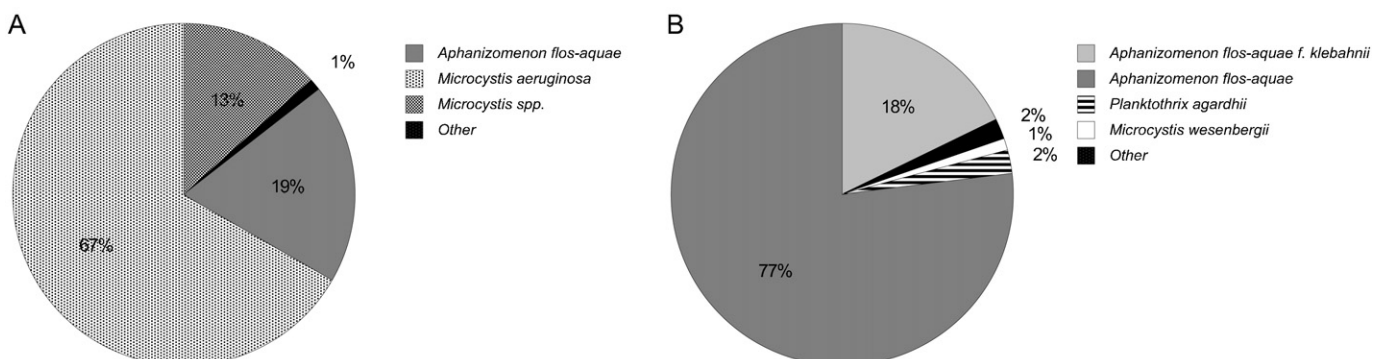 A
13%
1%
19%
67%
Aphanizomenon flos-aquae
Microcystis aeruginosa
Microcystis spp.
Other
B
18%
2%
1%
2%
77%
Aphanizomenon flos-aquae f. klebahnii
Aphanizomenon flos-aquae
Planktothrix agardhii
Microcystis wesenbergii
Other